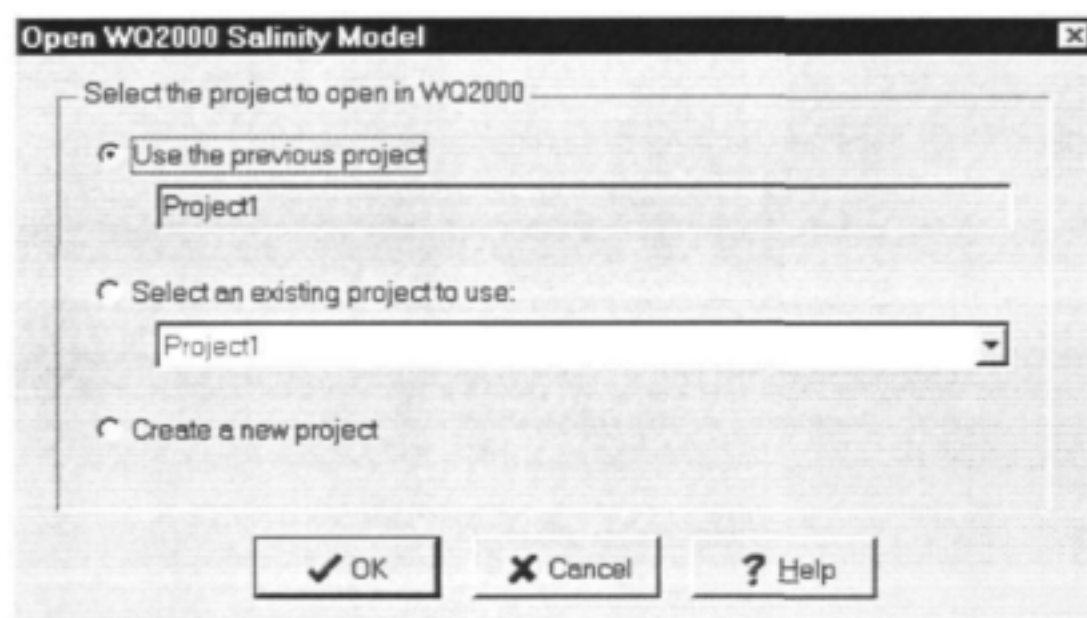 Open WQ2000 Salinity Model
Select the project to open in WQ2000
Use the previous project
Project1
Select an existing project to use:
Project1
Create a new project
OK
Cancel
? Help